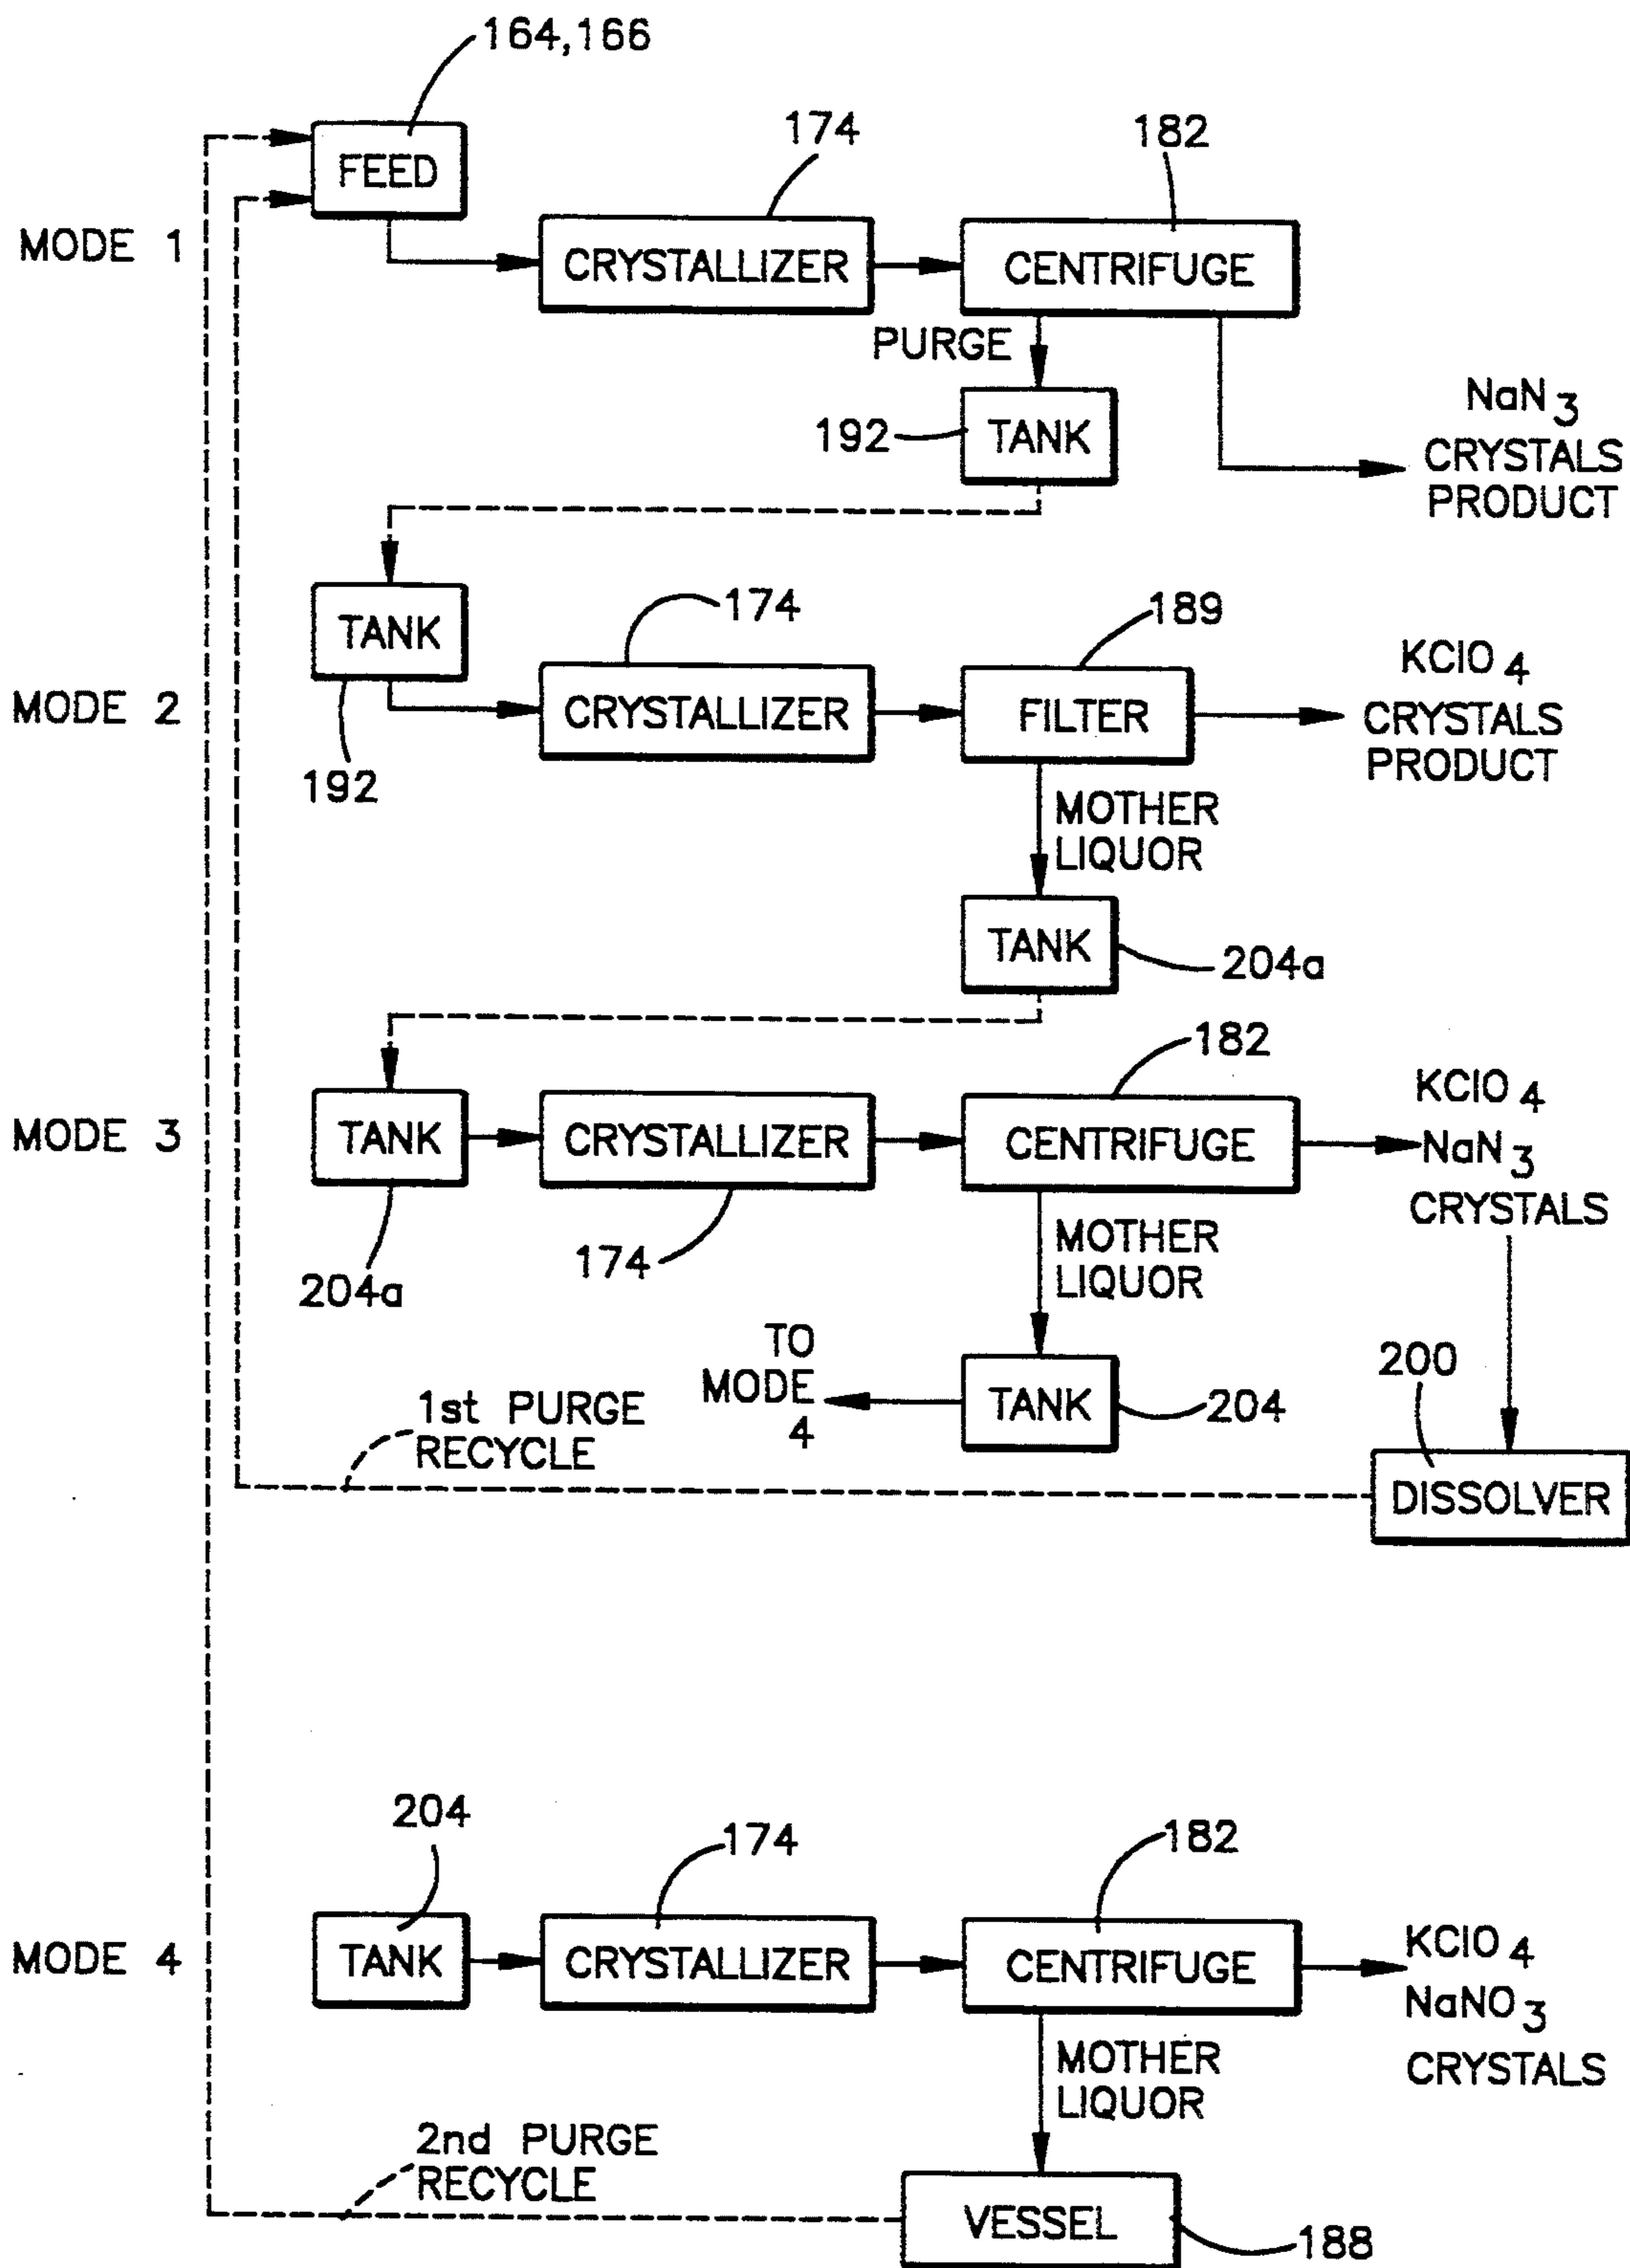 164,166
FEED
174
182
MODE 1
CRYSTALLIZER
CENTRIFUGE
PURGE
192
TANK
NaN3
CRYSTALS
PRODUCT
TANK
174
189
MODE 2
CRYSTALLIZER
FILTER
KClO4
CRYSTALS
PRODUCT
192
MOTHER
LIQUOR
TANK
204a
182
MODE 3
TANK
CRYSTALLIZER
CENTRIFUGE
KClO4
NaN3
CRYSTALS
204a
174
MOTHER
LIQUOR
TO
MODE
4
TANK
204
200
1st PURGE
RECYCLE
DISSOLVER
204
174
182
MODE 4
TANK
CRYSTALLIZER
CENTRIFUGE
KClO4
NaNO3
CRYSTALS
MOTHER
LIQUOR
2nd PURGE
RECYCLE
VESSEL
188